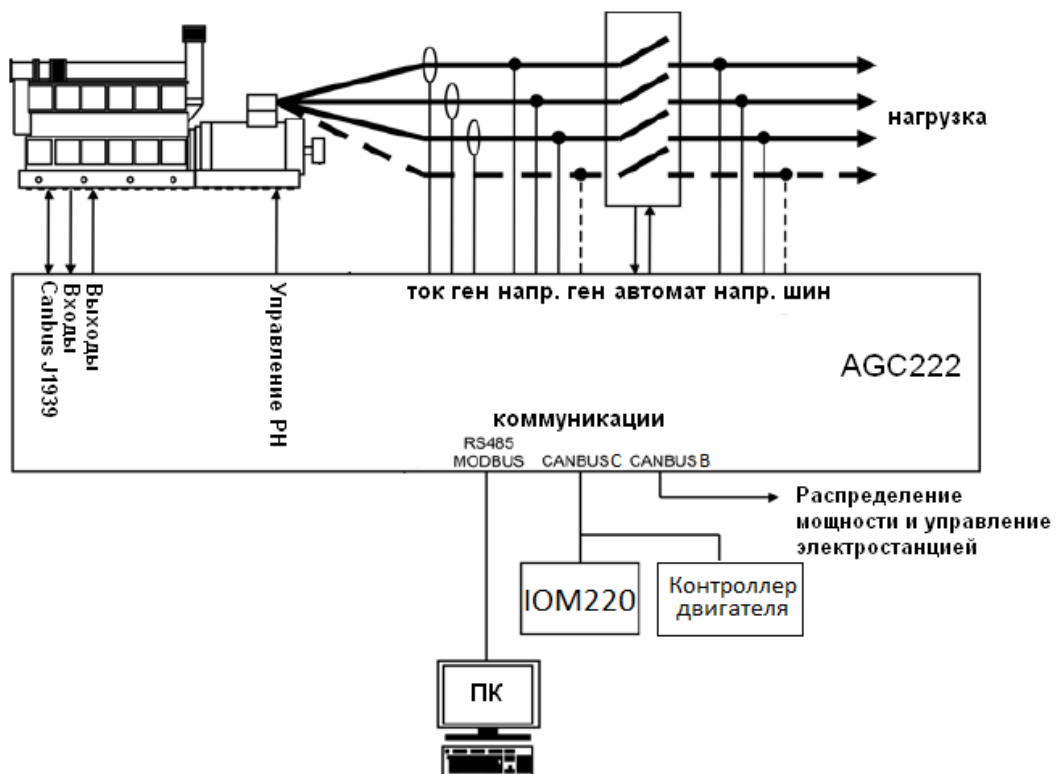 нагрузка
Canbus J1939
Входы
Выходы
Управление РН
ток ген напр. ген автомат напр. шин
AGC222
коммуникации
RS485
MODBUS
CANBUS C
CANBUS B
Распределение
мощности и управление
электростанцией
IOM220
Контроллер
двигателя
ПК